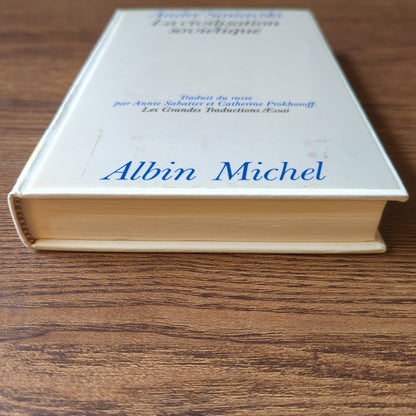 André Siniavski
La civilisation
soviétique
Traduit du russe
par Annie Sabatier et Catherine Prokhoroff.
Les Grandes Traductions /Essai
Albin Michel